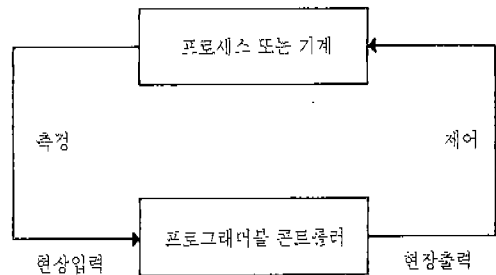 프로세스 또는 기계
측정
제어
프로그래머블 콘트롤러
현상입력
현장출력